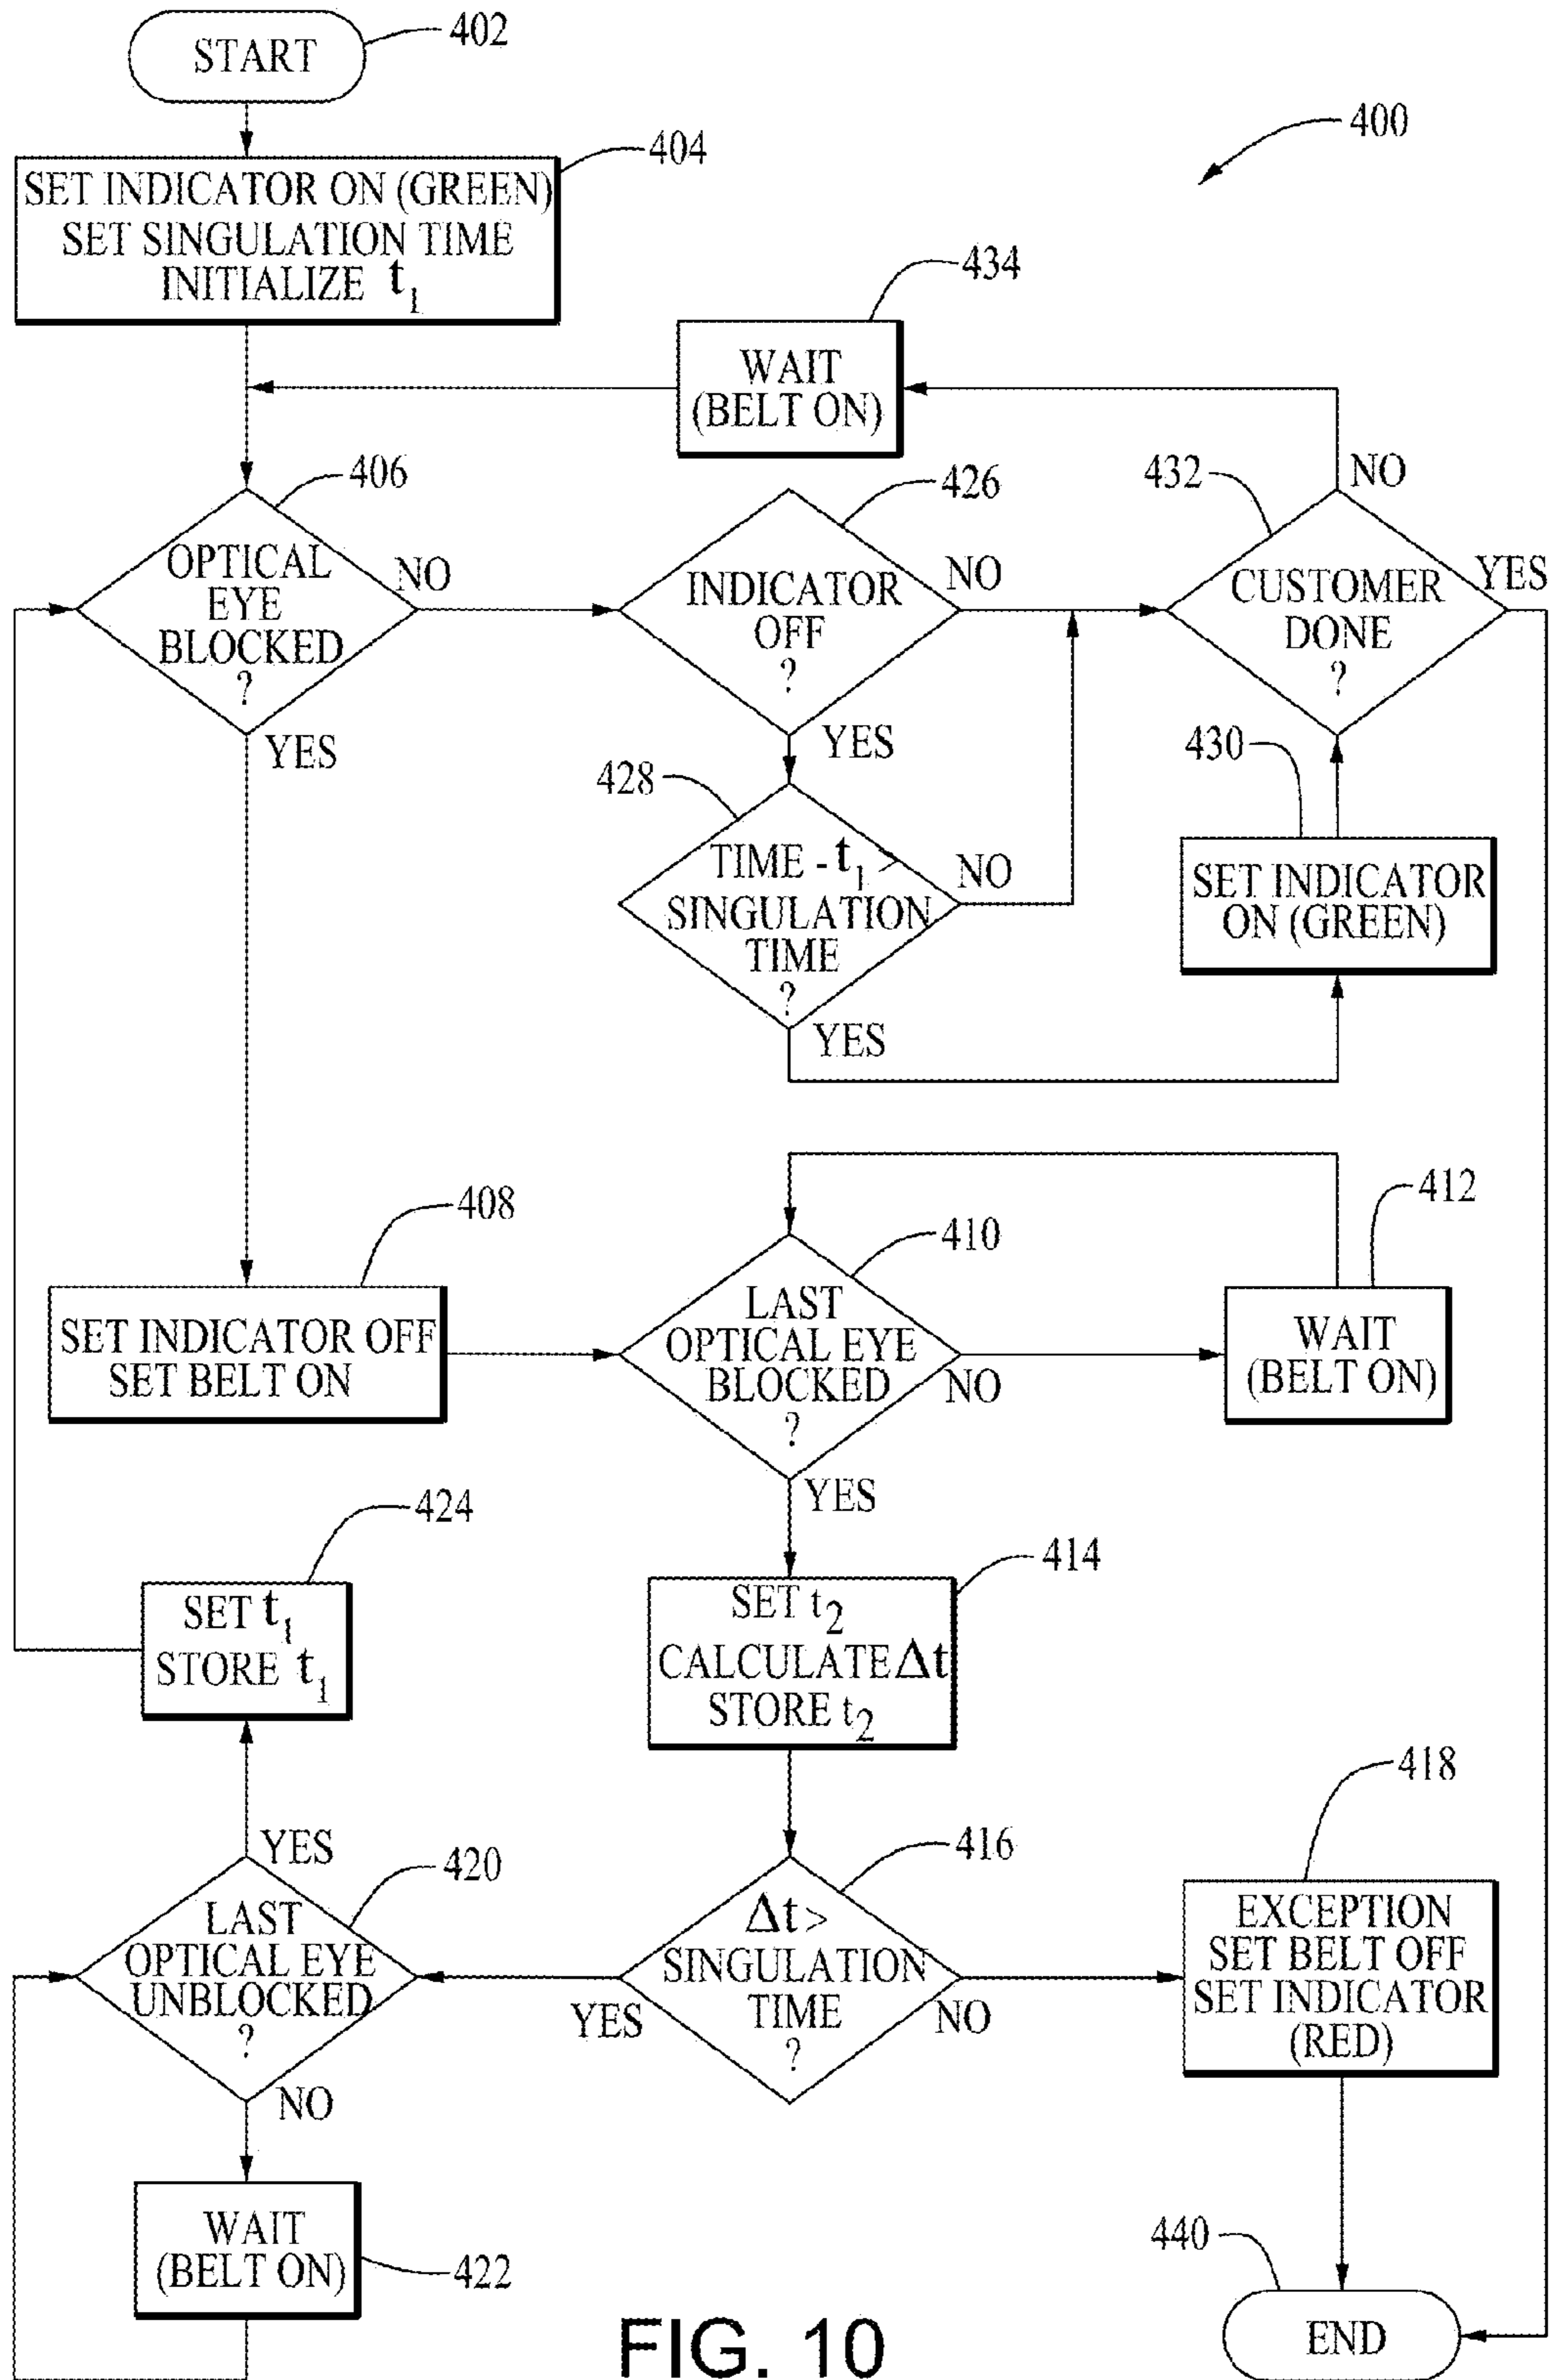 START
402
400
404
SET INDICATOR ON (GREEN)
SET SINGULATION TIME
INITIALIZE t₁
434
WAIT
(BELT ON)
406
OPTICAL
EYE
BLOCKED
?
NO
YES
426
INDICATOR
OFF
?
NO
YES
432
CUSTOMER
DONE
?
NO
YES
428
TIME - t₁ >
SINGULATION
TIME
?
NO
YES
430
SET INDICATOR
ON (GREEN)
408
SET INDICATOR OFF
SET BELT ON
410
LAST
OPTICAL EYE
BLOCKED
?
NO
YES
412
WAIT
(BELT ON)
424
SET t₁
STORE t₁
414
SET t₂
CALCULATE Δt
STORE t₂
420
LAST
OPTICAL EYE
UNBLOCKED
?
YES
NO
416
Δt >
SINGULATION
TIME
?
YES
NO
418
EXCEPTION
SET BELT OFF
SET INDICATOR
(RED)
WAIT
(BELT ON)
422
440
END
FIG. 10